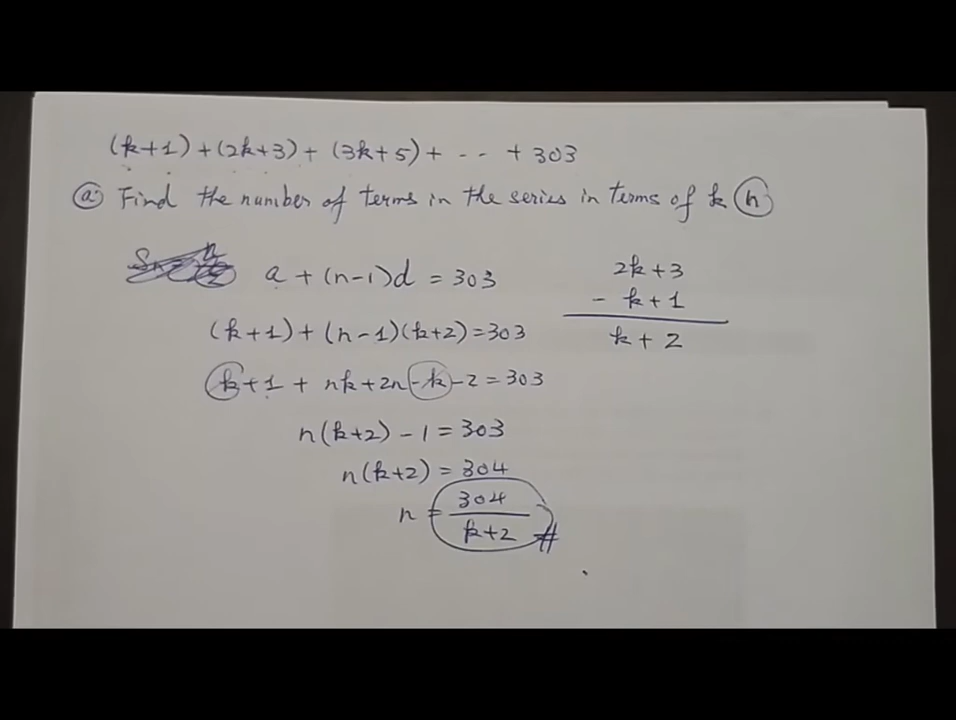 (k+1)+(2k+3)+(3k+5)+ - - +303
(a) Find the number of terms in the series in terms of k (n)
a + (n-1)d = 303
2k+3
- k+1
k+2
(k+1)+(n-1)(k+2)=303
k+1 + nk+2n-k-2=303
n(k+2) - 1 = 303
n(k+2) = 304
n = 304/k+2 #